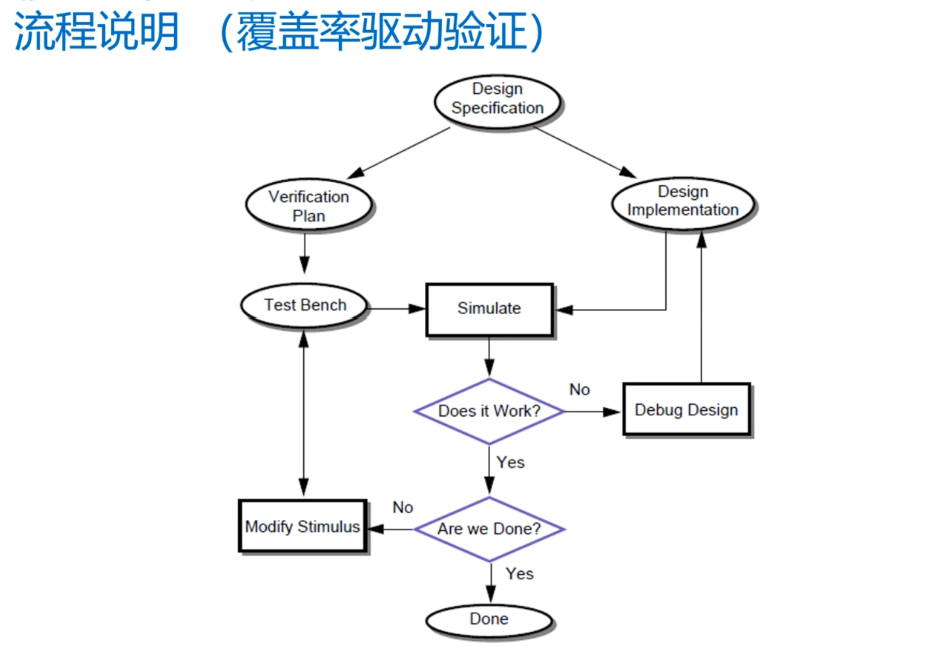 流程说明 （覆盖率驱动验证）
Design
Specification
Verification
Plan
Design
Implementation
Test Bench
Simulate
No
Does it Work?
Debug Design
Yes
No
Modify Stimulus
Are we Done?
Yes
Done